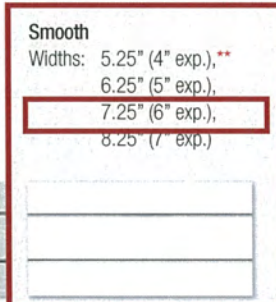 Smooth
Widths: 5.25" (4" exp.),**
6.25" (5" exp.),
7.25" (6" exp.),
8.25" (7" exp.)